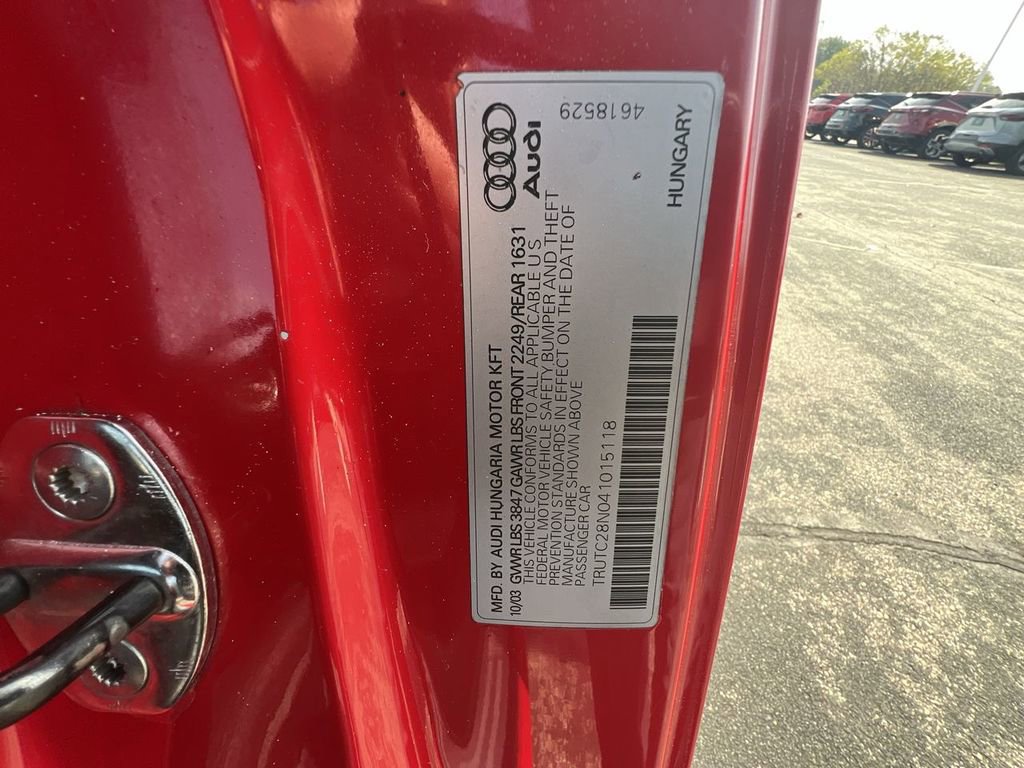 4618529
Audi
HUNGARY
MFD. BY AUDI HUNGARIA MOTOR KFT
10/03 GVWR LBS 3847 GAWR LBS FRONT 2249/REAR 1631
THIS VEHICLE CONFORMS TO ALL APPLICABLE U S
FEDERAL MOTOR VEHICLE SAFETY,BUMPER AND THEFT
PREVENTION STANDARDS IN EFFECT ON THE DATE OF
MANUFACTURE SHOWN ABOVE
PASSENGER CAR
TRUTC28N041015118